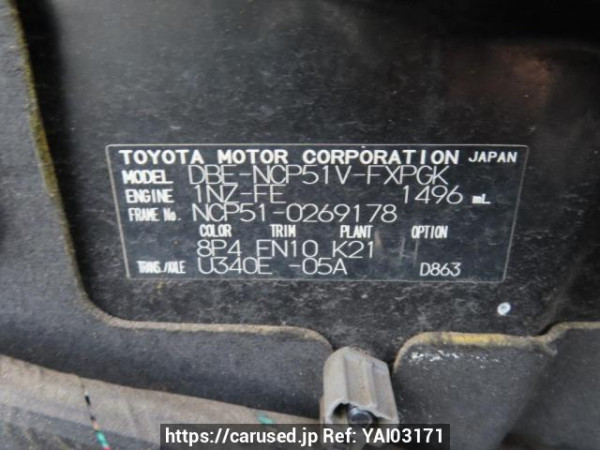 TOYOTA MOTOR CORPORATION JAPAN
MODEL DBE-NCP51V-FXPGK
ENGINE 1NZ-FE 1496 mL
FRAME No. NCP51-0269178
COLOR TRIM PLANT OPTION
8P4 FN10 K21
TRANS./AXLE U340E -05A D863
https://carused.jp Ref: YAI03171